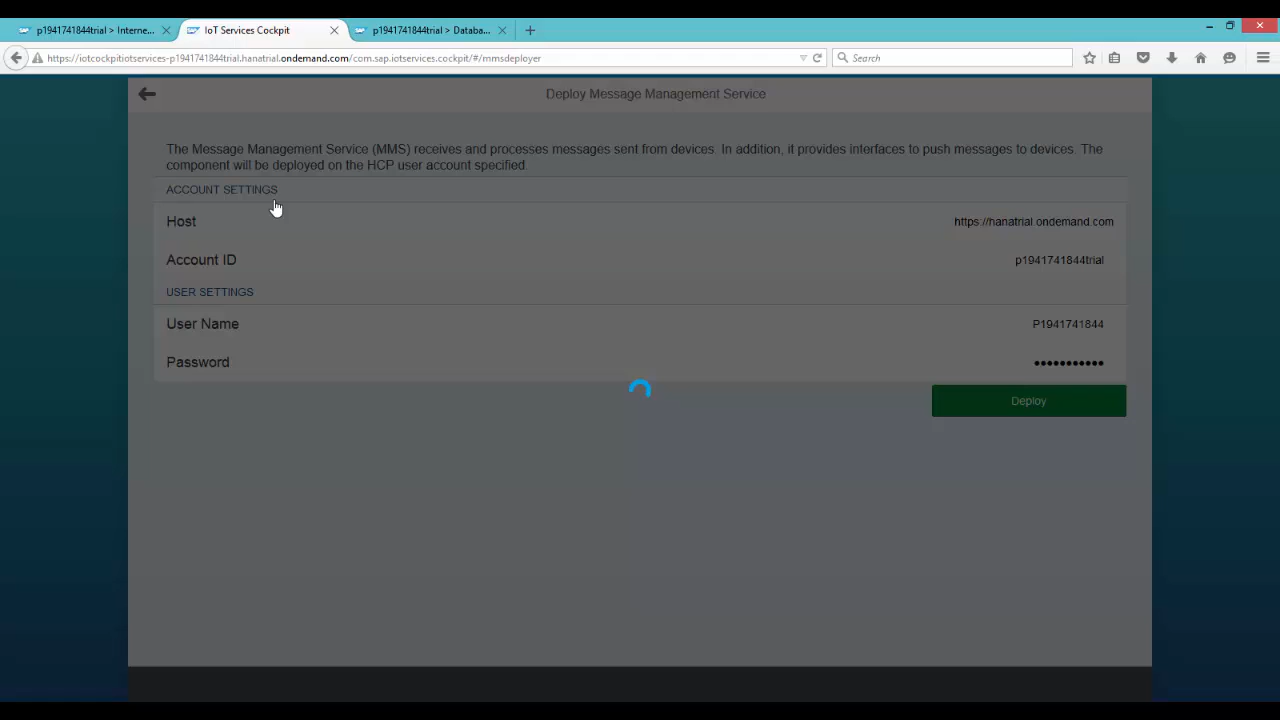 p1941741844trial > Interne...
IoT Services Cockpit
p1941741844trial > Databa...
https://iotcockpitiotservices-p1941741844trial.hanatrial.ondemand.com/com.sap.iotservices.cockpit/#/mmsdeployer
Search
Deploy Message Management Service
The Message Management Service (MMS) receives and processes messages sent from devices. In addition, it provides interfaces to push messages to devices. The
component will be deployed on the HCP user account specified.
ACCOUNT SETTINGS
Host
https://hanatrial.ondemand.com
Account ID
p1941741844trial
USER SETTINGS
User Name
P1941741844
Password
●●●●●●●●●●●
Deploy